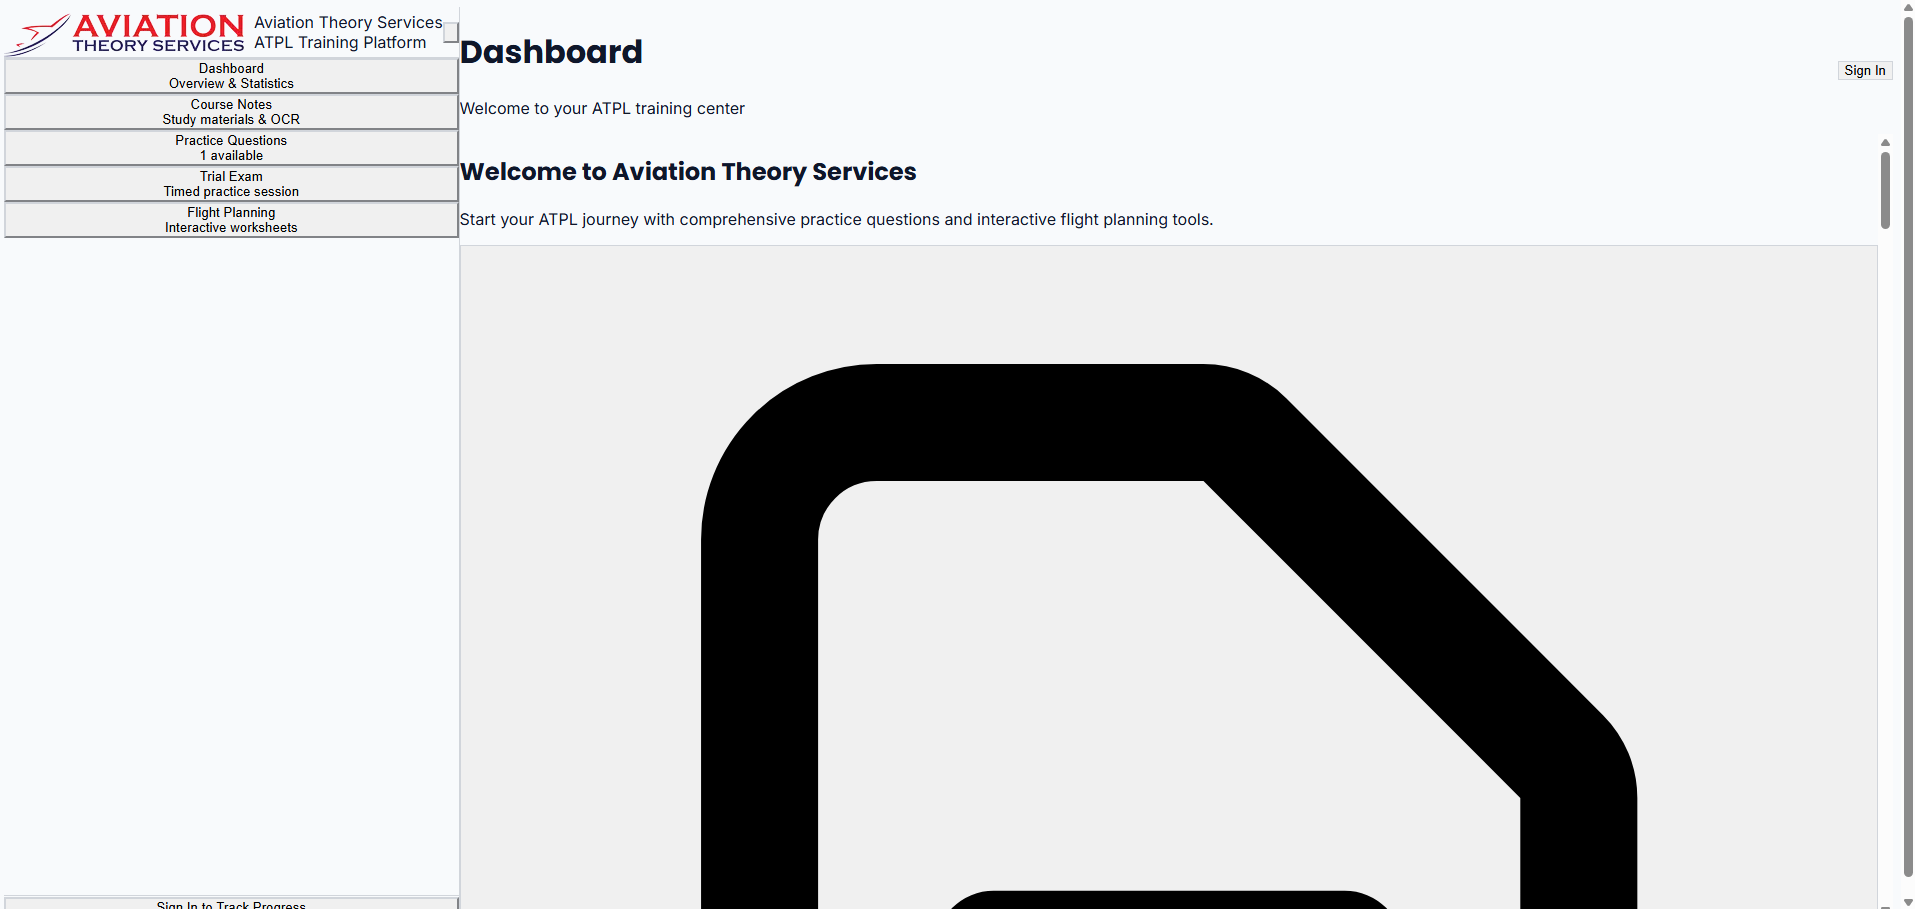 AVIATION
THEORY SERVICES
Aviation Theory Services
ATPL Training Platform
Dashboard
Overview & Statistics
Course Notes
Study materials & OCR
Practice Questions
1 available
Trial Exam
Timed practice session
Flight Planning
Interactive worksheets
Sign In to Track Progress
Dashboard
Sign In
Welcome to your ATPL training center
Welcome to Aviation Theory Services
Start your ATPL journey with comprehensive practice questions and interactive flight planning tools.